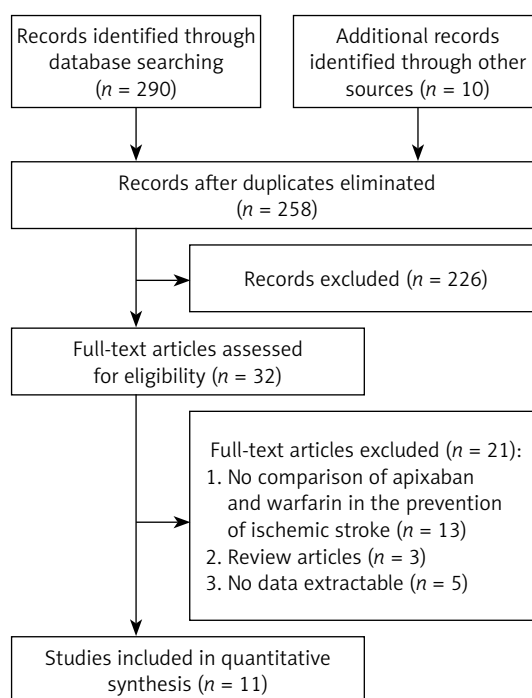 Records identified through
database searching
(n = 290)
Additional records
identified through other
sources (n = 10)
Records after duplicates eliminated
(n = 258)
Records excluded (n = 226)
Full-text articles assessed
for eligibility (n = 32)
Full-text articles excluded (n = 21):
1. No comparison of apixaban
and warfarin in the prevention
of ischemic stroke (n = 13)
2. Review articles (n = 3)
3. No data extractable (n = 5)
Studies included in quantitative
synthesis (n = 11)